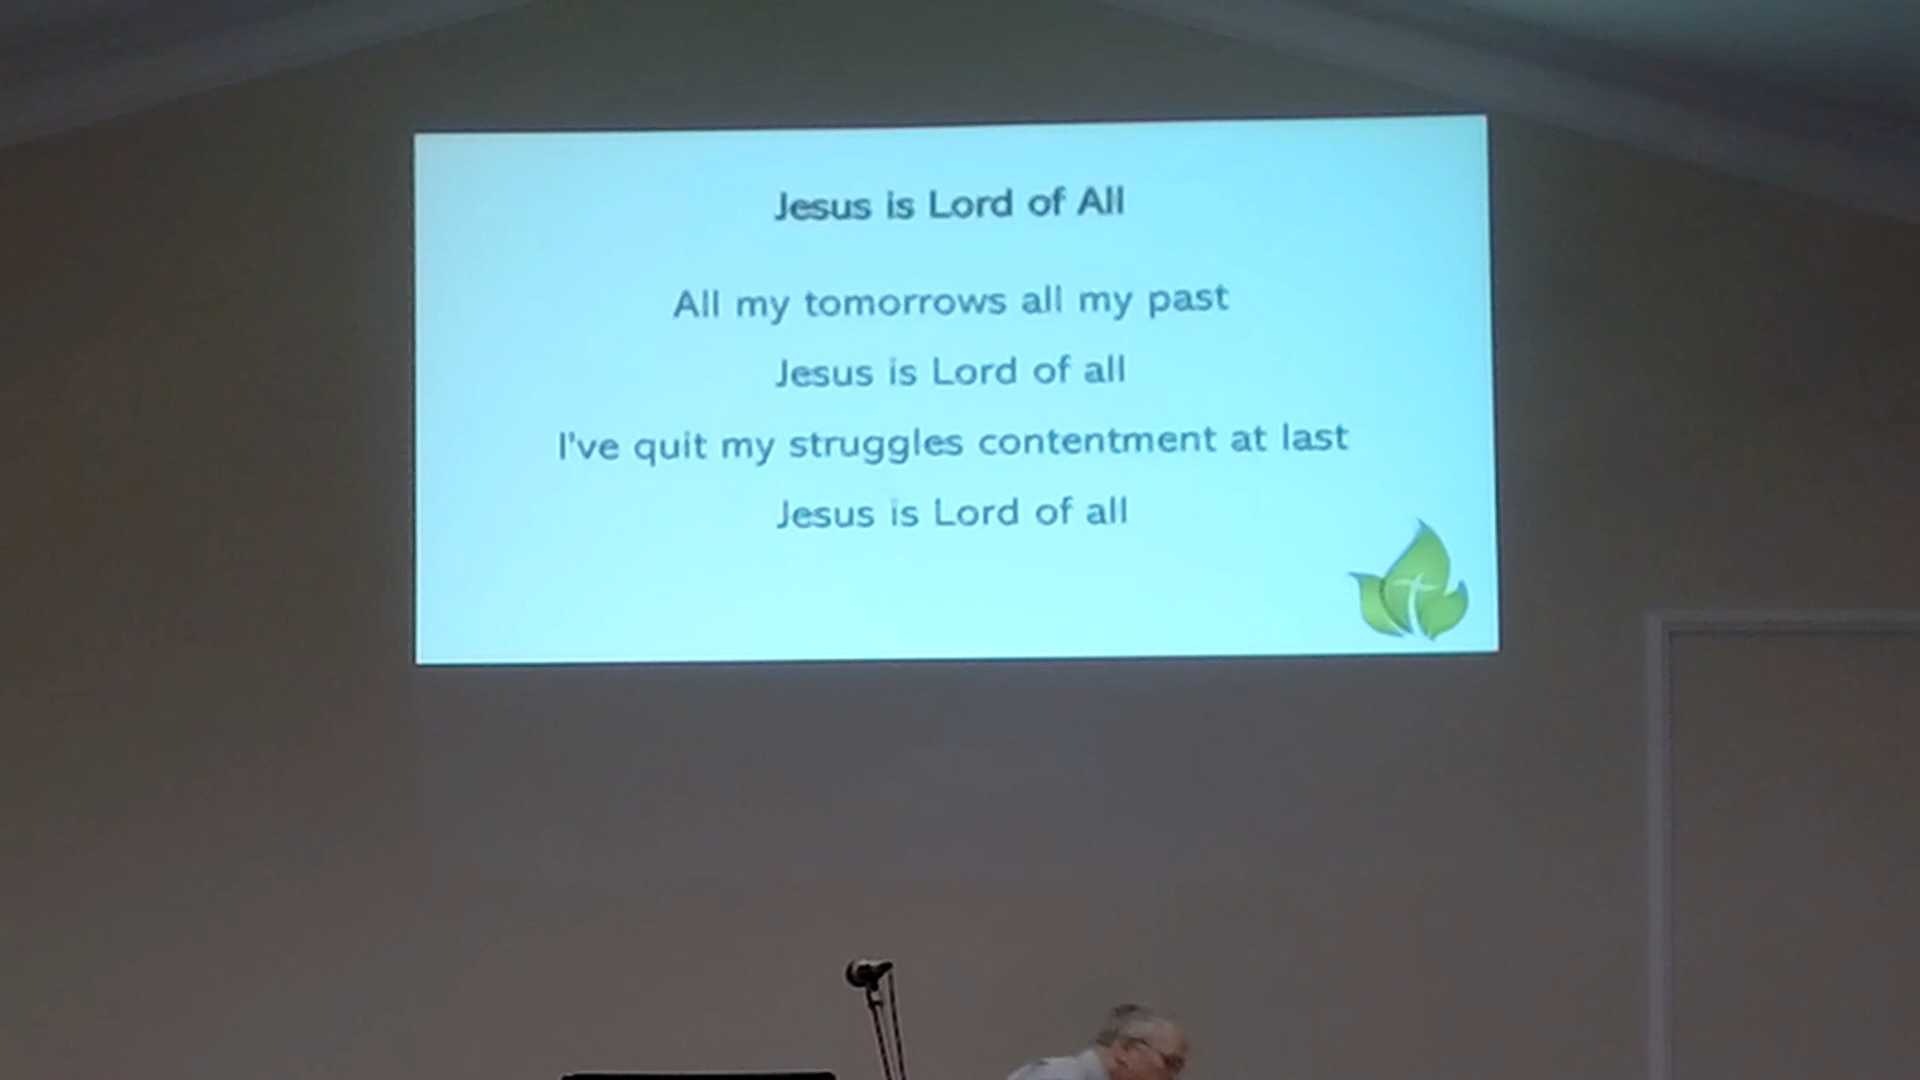 Jesus is Lord of All
All my tomorrows all my past
Jesus is Lord of all
I've quit my struggles contentment at last
Jesus is Lord of all